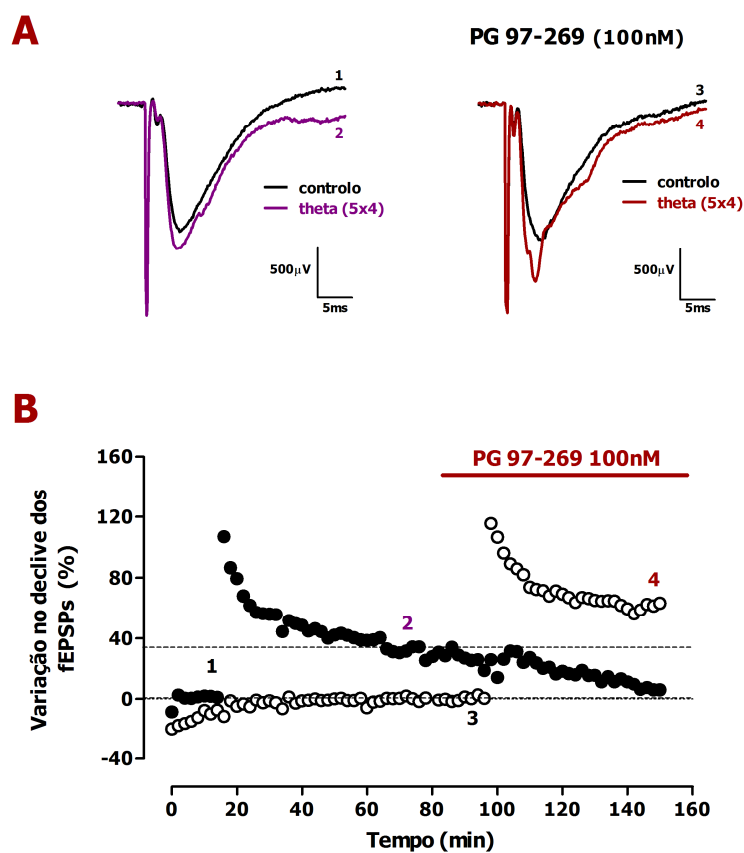 A
PG 97-269 (100nM)
1
2
controlo
theta (5x4)
500µV
5ms
3
4
controlo
theta (5x4)
500µV
5ms
B
Variação no declive dos
fEPSPs (%)
160
120
80
40
0
-40
PG 97-269 100nM
1
2
3
4
0 20 40 60 80 100 120 140 160
Tempo (min)